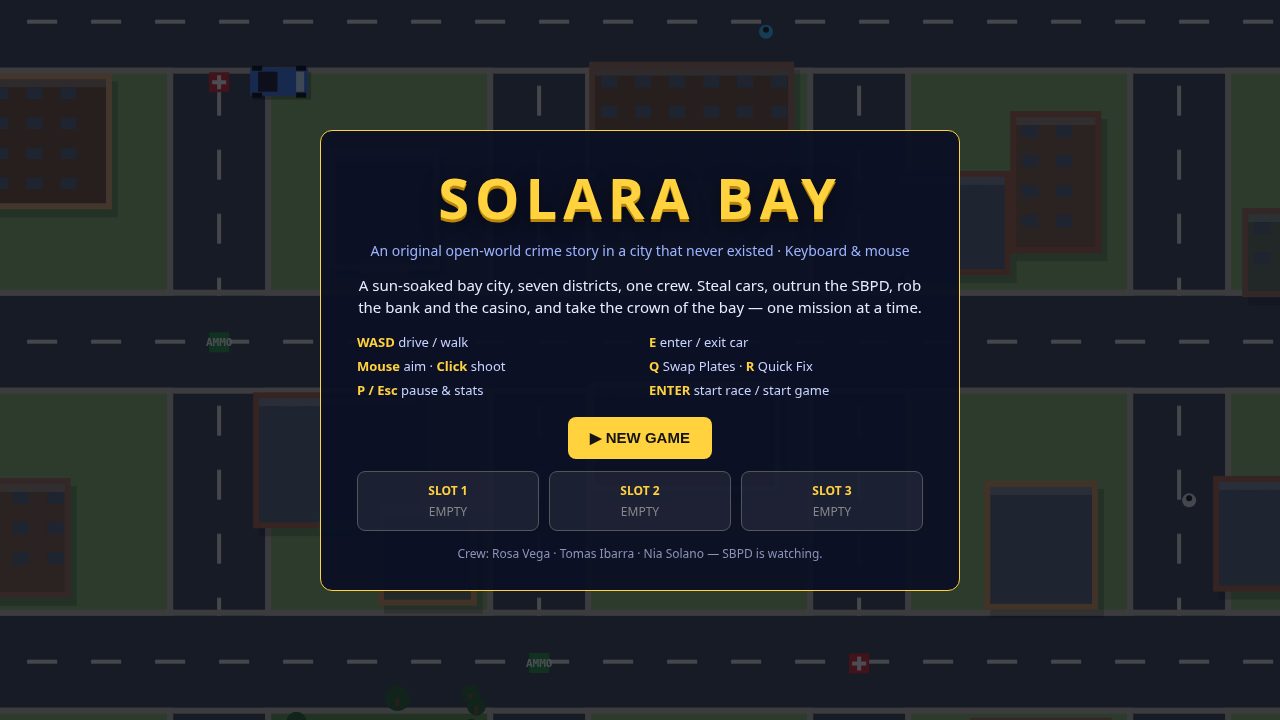 SOLARA BAY
An original open-world crime story in a city that never existed · Keyboard & mouse
A sun-soaked bay city, seven districts, one crew. Steal cars, outrun the SBPD, rob
the bank and the casino, and take the crown of the bay — one mission at a time.
WASD drive / walk
E enter / exit car
Mouse aim · Click shoot
Q Swap Plates · R Quick Fix
P / Esc pause & stats
ENTER start race / start game
▶ NEW GAME
SLOT 1
EMPTY
SLOT 2
EMPTY
SLOT 3
EMPTY
Crew: Rosa Vega · Tomas Ibarra · Nia Solano — SBPD is watching.
AMMO
AMMO